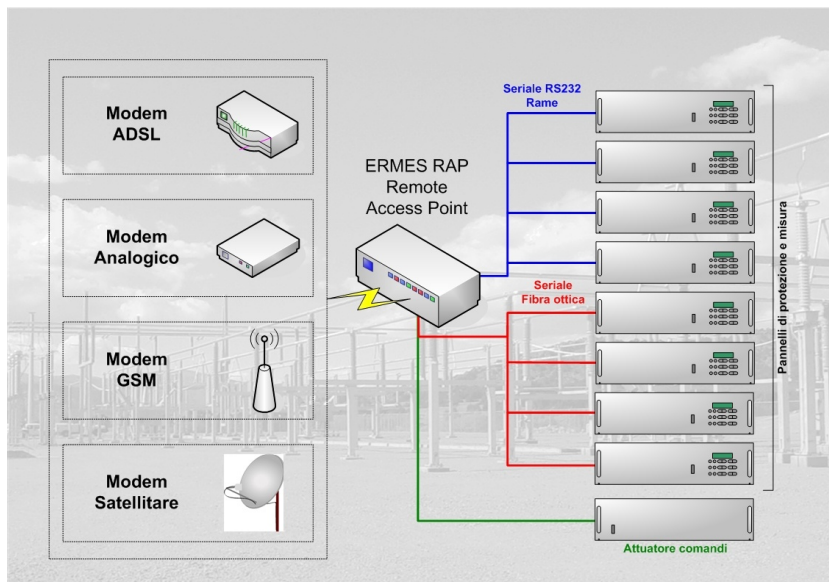 Modem
ADSL
Modem
Analogico
Modem
GSM
Modem
Satellitare
ERMES RAP
Remote
Access Point
Seriale RS232
Rame
Seriale
Fibra ottica
Pannelli di protezione e misura
Attuatore comandi